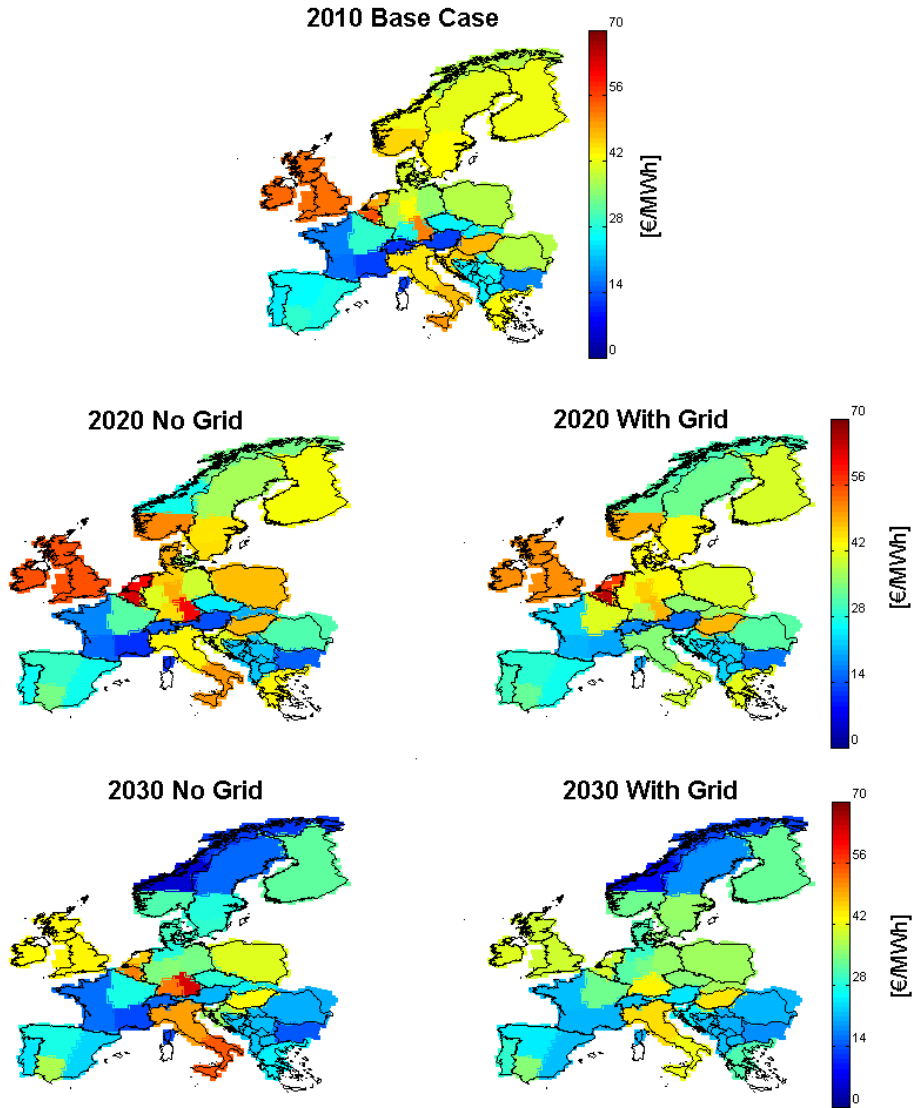 2010 Base Case
70
56
42
28
14
0
[€/MWh]
2020 No Grid
2020 With Grid
70
56
42
28
14
0
[€/MWh]
2030 No Grid
2030 With Grid
70
56
42
28
14
0
[€/MWh]